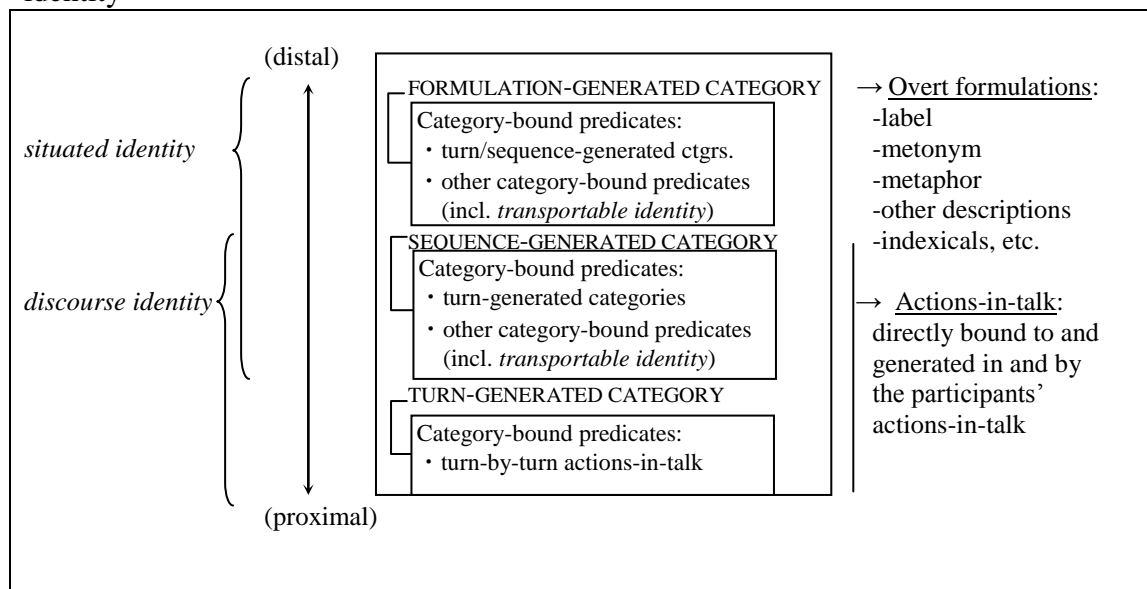 identity
(distal)
situated identity
discourse identity
(proximal)
FORMULATION-GENERATED CATEGORY
Category-bound predicates:
・turn/sequence-generated ctgrs.
・other category-bound predicates
(incl. transportable identity)
SEQUENCE-GENERATED CATEGORY
Category-bound predicates:
・turn-generated categories
・other category-bound predicates
(incl. transportable identity)
TURN-GENERATED CATEGORY
Category-bound predicates:
・turn-by-turn actions-in-talk
→ Overt formulations:
-label
-metonym
-metaphor
-other descriptions
-indexicals, etc.
→ Actions-in-talk:
directly bound to and
generated in and by
the participants’
actions-in-talk